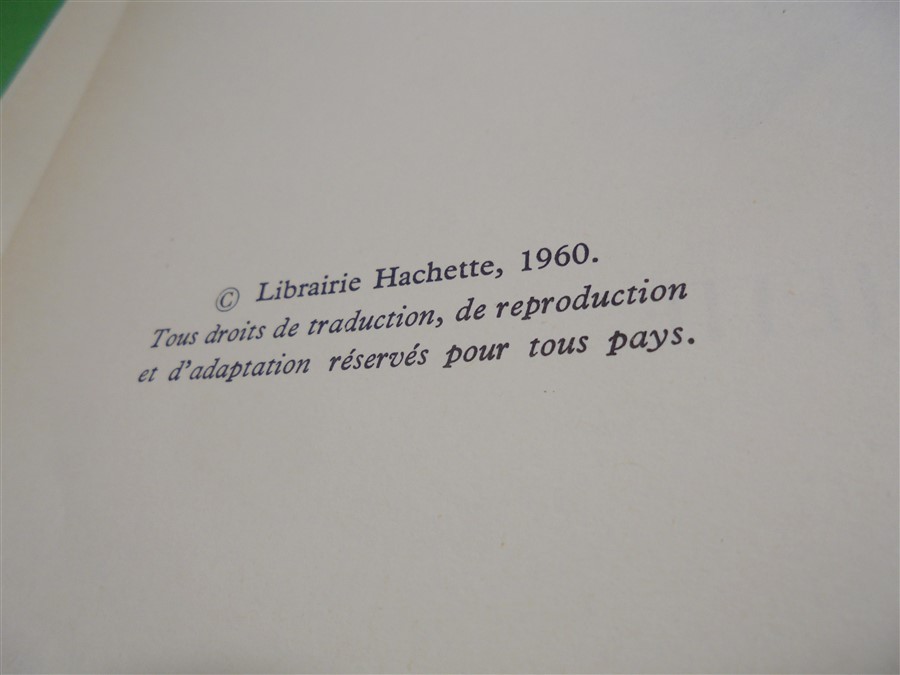 © Librairie Hachette, 1960.
Tous droits de traduction, de reproduction
et d'adaptation réservés pour tous pays.